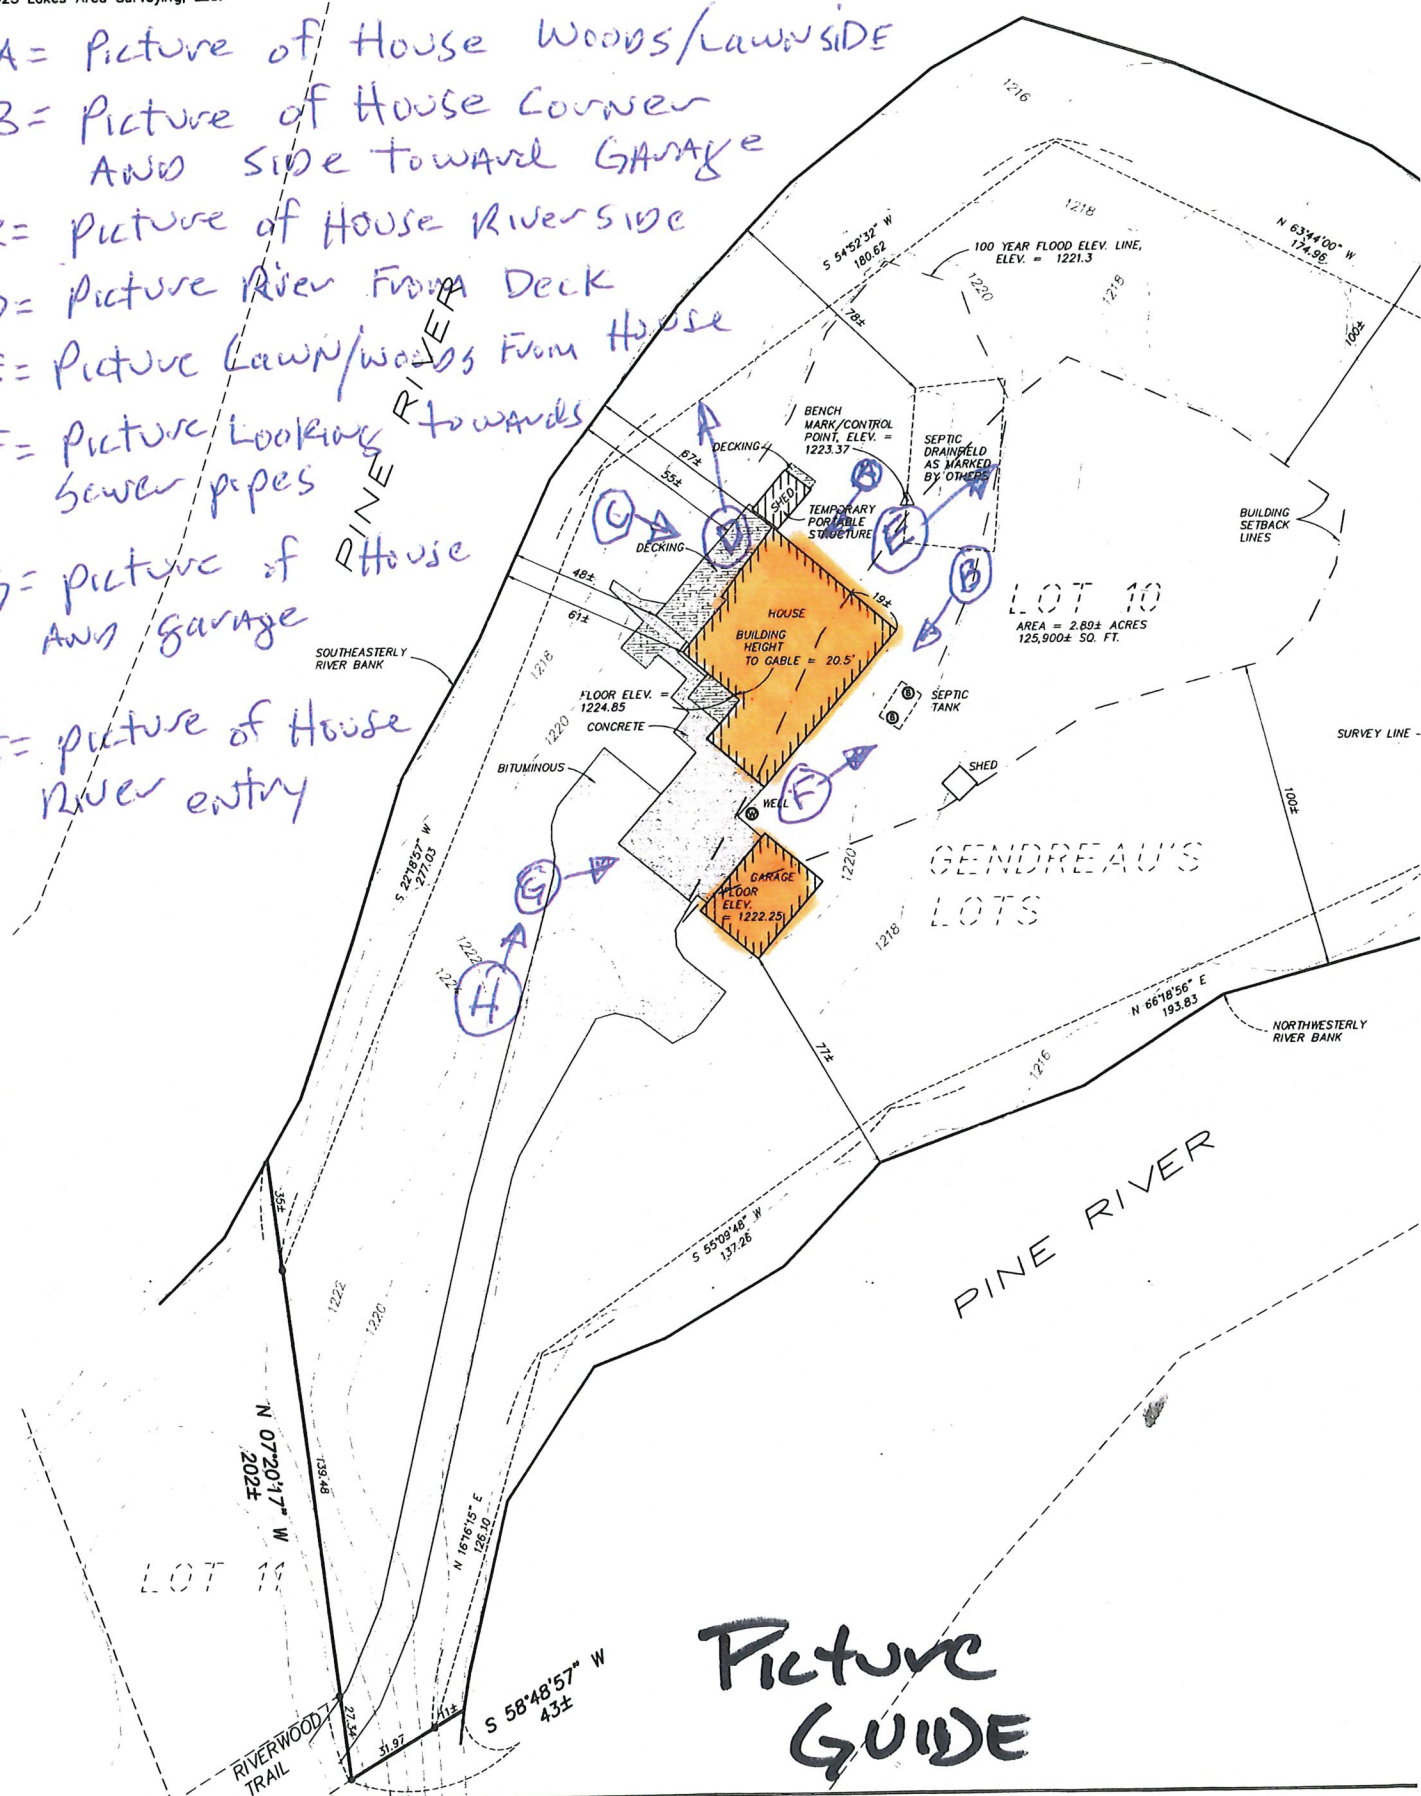 A= Picture of House Woods/LAWNSIDE
B= Picture of House Corner
AND SIDE TOWARD GARAGE
= Picture of House RIVERSIDE
D= Picture River From Deck
= Picture LAWN/woods From House
= Picture Looking towards
Sewer pipes
= picture of House
AND garage
= picture of House
River entry
PINE RIVER
1216
1218
N 63°44'00" W
174.96
S 54°52'32" W
180.62
100 YEAR FLOOD ELEV. LINE,
ELEV. = 1221.3
1220
1218
78±
100±
BENCH
MARK/CONTROL
POINT, ELEV. =
1223.37
SEPTIC
DRAINFIELD
AS MARKED
BY OTHERS
DECKING
67±
55±
SHED
TEMPORARY
PORTABLE
STRUCTURE
A
C
D
E
B
DECKING
BUILDING
SETBACK
LINES
48±
61±
19±
HOUSE
BUILDING
HEIGHT
TO GABLE = 20.5'
LOT 10
AREA = 2.89± ACRES
125,900± SQ. FT.
SOUTHEASTERLY
RIVER BANK
1218
FLOOR ELEV. =
1224.85
CONCRETE
1220
BITUMINOUS
SEPTIC
TANK
S
S
SURVEY LINE
SHED
F
WELL
W
100±
S 22°18'57" W
277.03
GARAGE
FLOOR
ELEV.
= 1222.25
1220
GENDREAU'S
LOTS
G
1218
1222
H
N 66°18'56" E
193.83
NORTHWESTERLY
RIVER BANK
77±
1216
35±
PINE RIVER
S 55°09'48" W
137.26
1222
1220
N 07°20'17" W
202±
139.48
N 16°16'15" E
126.10
LOT 11
Picture
GUIDE
S 58°48'57" W
43±
RIVERWOOD
TRAIL
27.34
31.97
11±